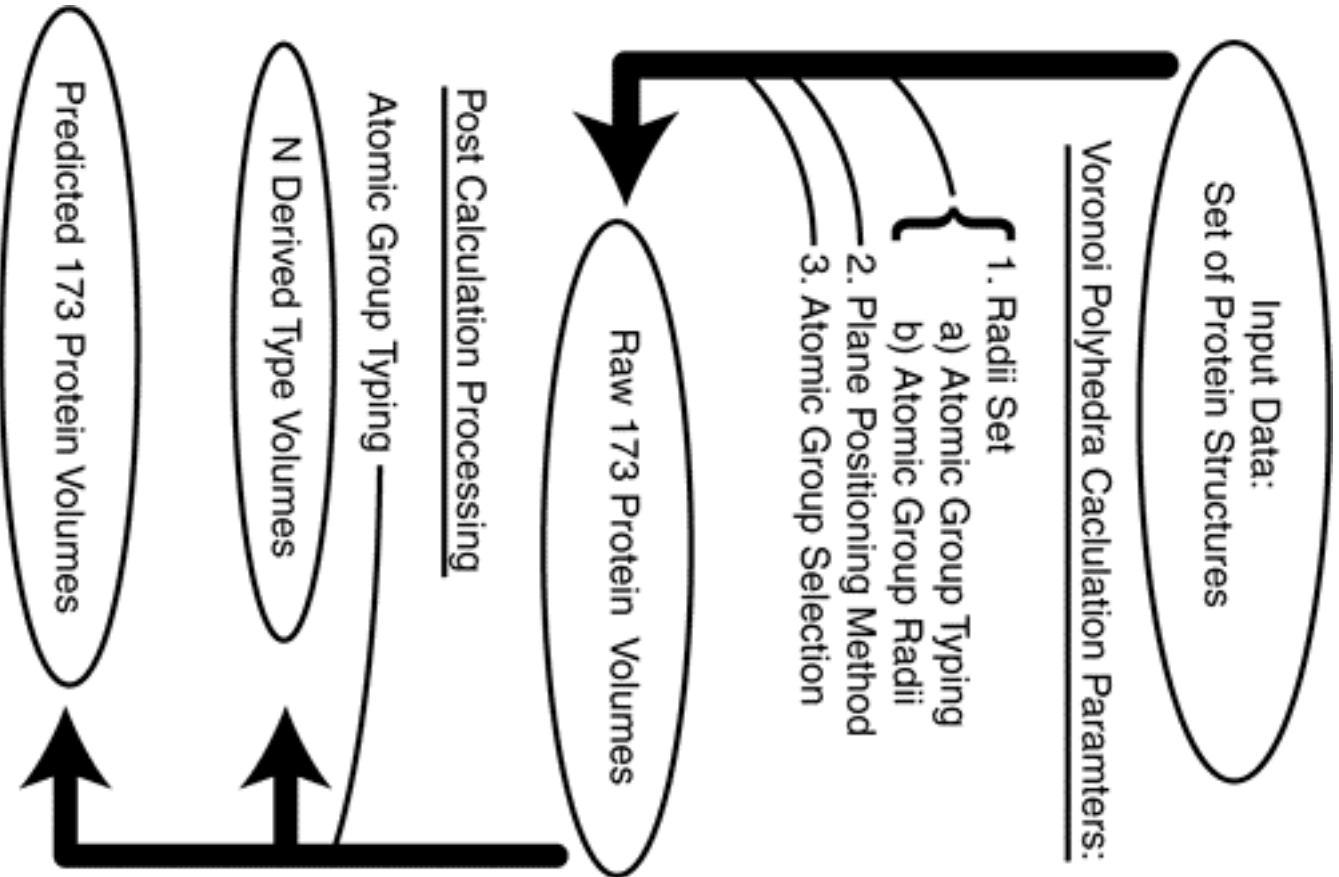 Input Data:
Set of Protein Structures
Voronoi Polyhedra Caclulation Paramters:
1. Radii Set
a) Atomic Group Typing
b) Atomic Group Radii
2. Plane Positioning Method
3. Atomic Group Selection
Raw 173 Protein Volumes
Post Calculation Processing
Atomic Group Typing
N Derived Type Volumes
Predicted 173 Protein Volumes